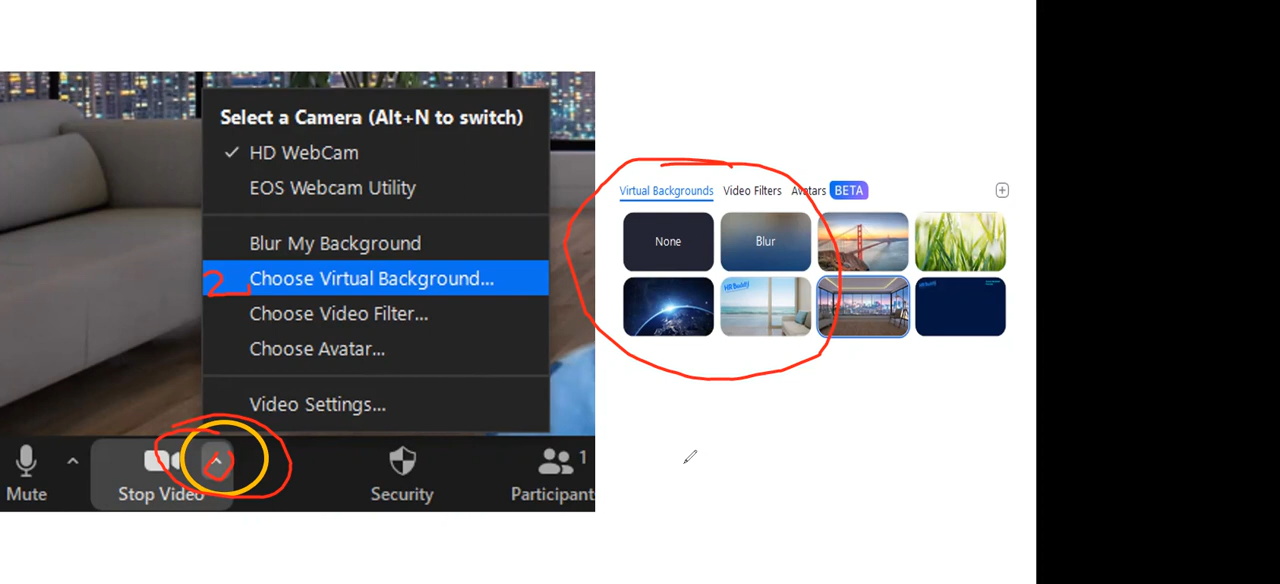 Select a Camera (Alt+N to switch)
HD WebCam
EOS Webcam Utility
Blur My Background
2 Choose Virtual Background...
Choose Video Filter...
Choose Avatar...
Video Settings...
Mute
Stop Video
Security
1
Participant
Virtual Backgrounds Video Filters Avatars BETA
None
Blur
HR Buddy